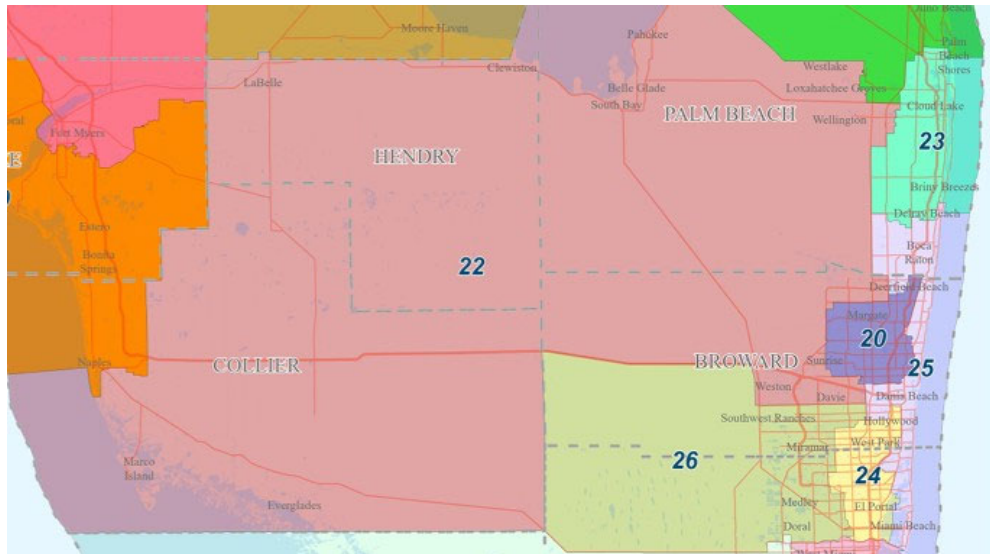 Juno Beach
Moore Haven
Pahokee
Palm
Beach
Shores
Clewiston
Westlake
LaBelle
Belle Glade
Loxahatchee Groves
South Bay
Cloud Lake
PALM BEACH
Wellington
Fort Myers
23
HENDRY
Briny Breezes
Delray Beach
Estero
Boca
Raton
Bonita
Springs
22
Deerfield Beach
Margate
20
Naples
COLLIER
BROWARD
Sunrise
25
Weston
Davie
Dania Beach
Southwest Ranches
Hollywood
Miramar
West Park
26
Marco
Island
24
Everglades
Medley
El Portal
Doral
Miami Beach